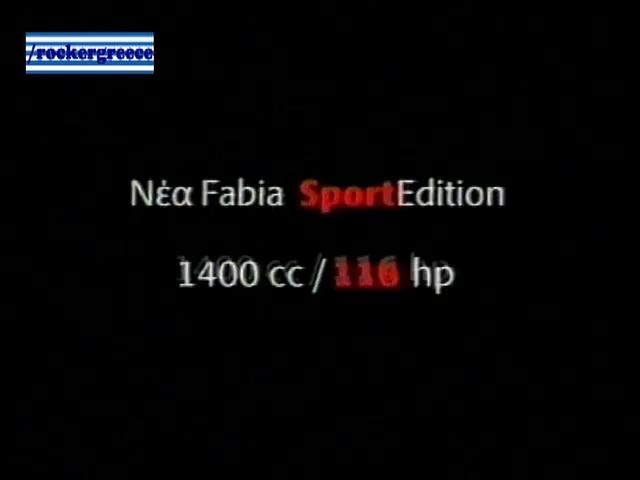 /rockergreece
Νέα Fabia SportEdition
1400 cc / 116 hp